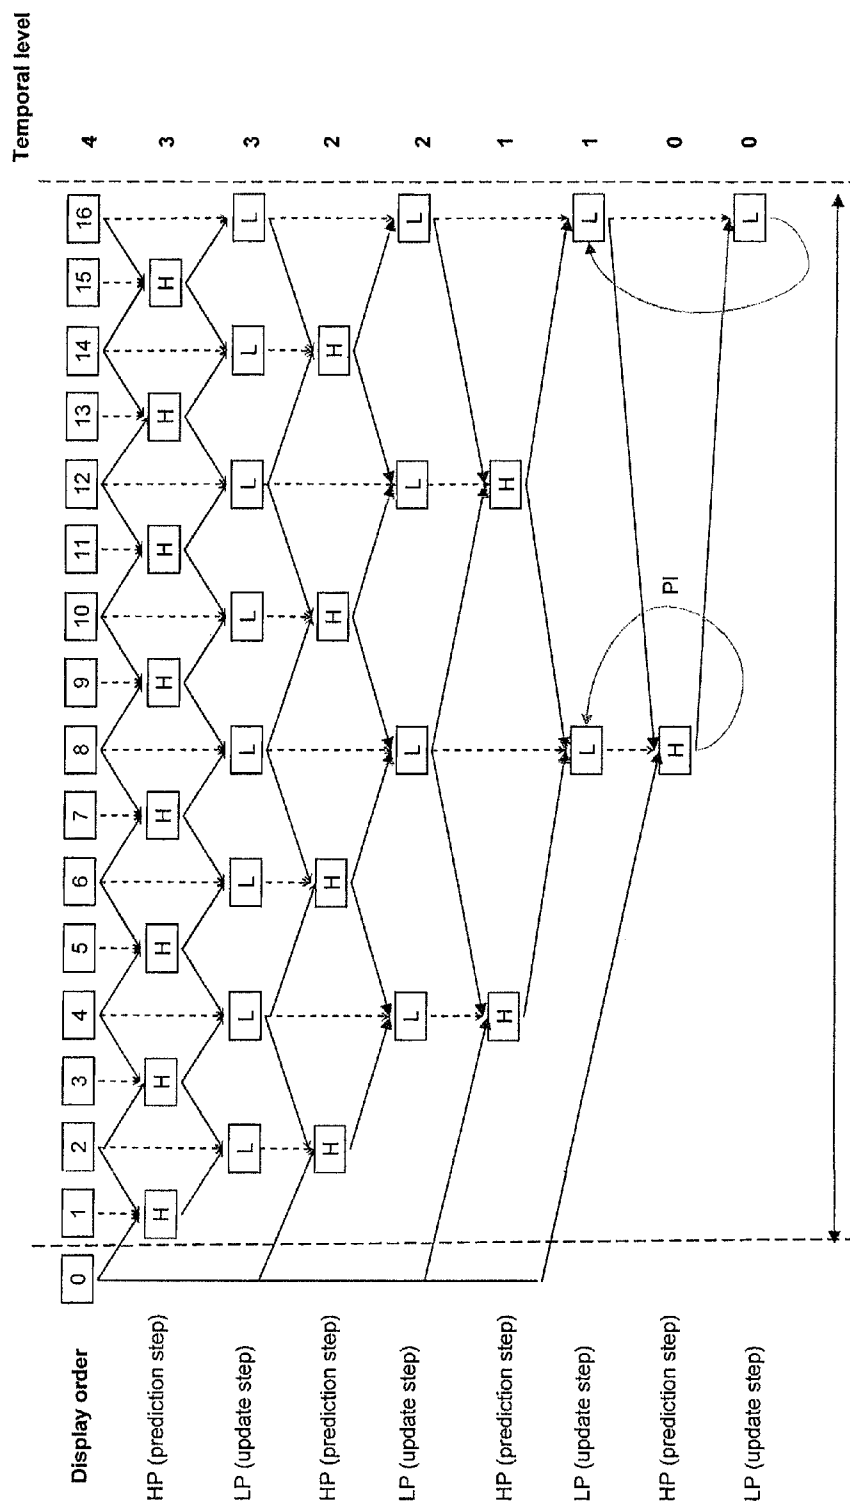 Temporal level
Display order 0 1 2 3 4 5 6 7 8 9 10 11 12 13 14 15 16 4
HP (prediction step) H H H H H H H H 3
LP (update step) L L L L L L L L 3
HP (prediction step) H H H H 2
LP (update step) L L L L 2
HP (prediction step) H H 1
LP (update step) L L 1
PI
HP (prediction step) H 0
LP (update step) L 0